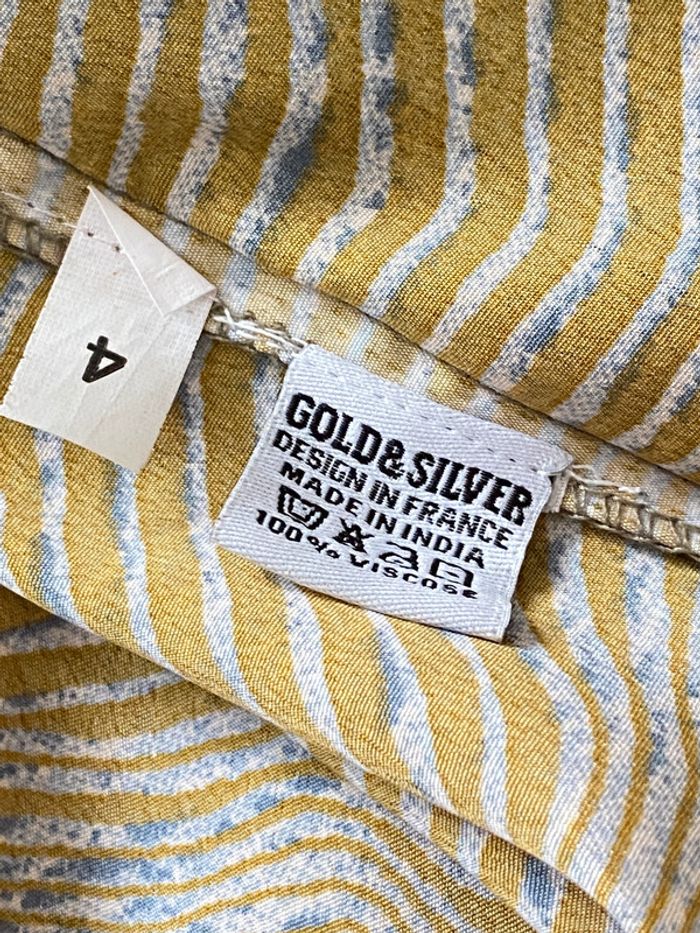 4
GOLD & SILVER
DESIGN IN FRANCE
MADE IN INDIA
100% VISCOSE